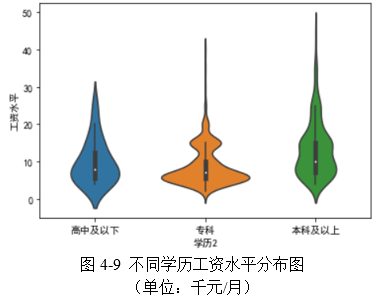 50
40
30
20
10
0
工资水平
高中及以下 专科 本科及以上
学历2
图 4-9 不同学历工资水平分布图
(单位：千元/月)